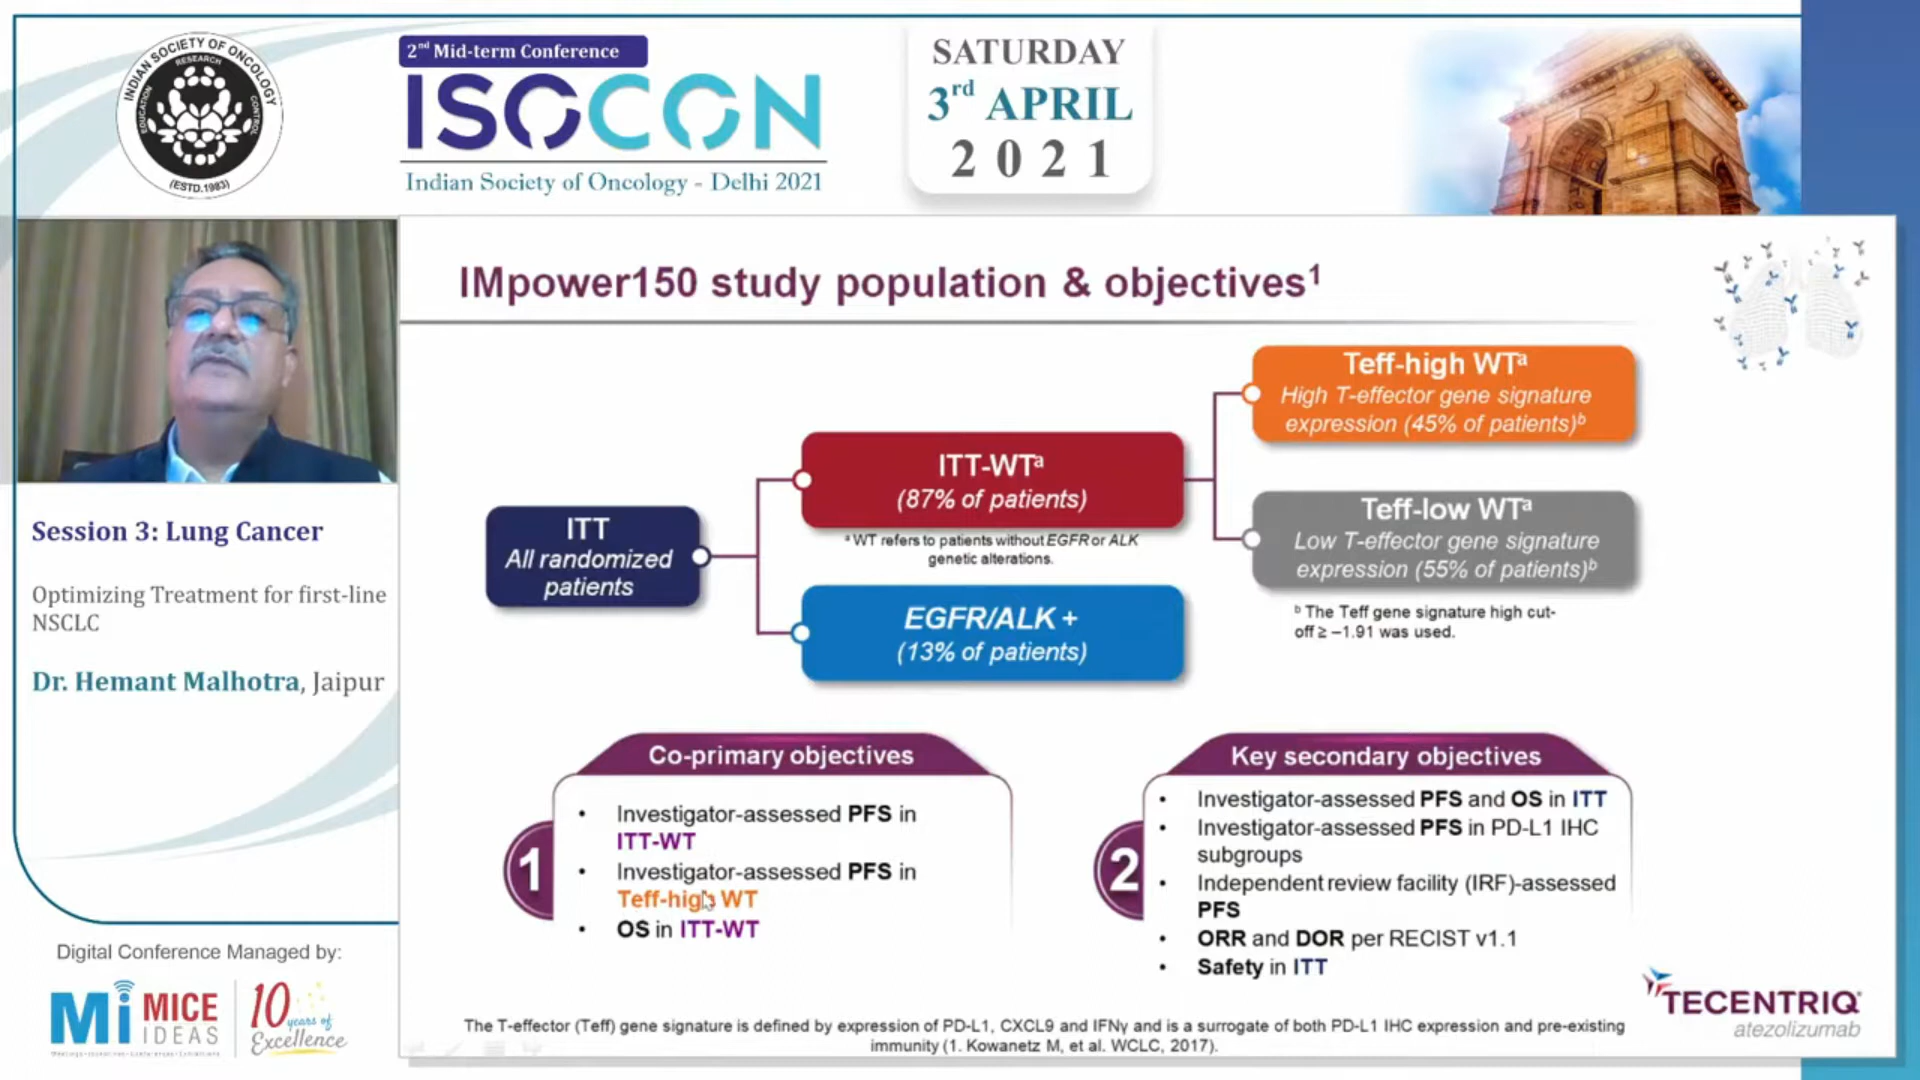 INDIAN SOCIETY OF ONCOLOGY
RESEARCH
EDUCATION
CONTROL
(ESTD.1983)
2nd Mid-term Conference
ISOCON
Indian Society of Oncology - Delhi 2021
SATURDAY
3rd APRIL
2021
Session 3: Lung Cancer
Optimizing Treatment for first-line
NSCLC
Dr. Hemant Malhotra, Jaipur
Digital Conference Managed by:
Mi MICE
IDEAS
10
years of
Excellence
IMpower150 study population & objectives1
ITT
All randomized
patients
ITT-WTa
(87% of patients)
a WT refers to patients without EGFR or ALK
genetic alterations.
EGFR/ALK +
(13% of patients)
Teff-high WTa
High T-effector gene signature
expression (45% of patients)b
Teff-low WTa
Low T-effector gene signature
expression (55% of patients)b
b The Teff gene signature high cut-
off ≥ –1.91 was used.
Co-primary objectives
1
• Investigator-assessed PFS in
ITT-WT
• Investigator-assessed PFS in
Teff-high WT
• OS in ITT-WT
Key secondary objectives
2
• Investigator-assessed PFS and OS in ITT
• Investigator-assessed PFS in PD-L1 IHC
subgroups
• Independent review facility (IRF)-assessed
PFS
• ORR and DOR per RECIST v1.1
• Safety in ITT
TECENTRIQ
atezolizumab
The T-effector (Teff) gene signature is defined by expression of PD-L1, CXCL9 and IFNγ and is a surrogate of both PD-L1 IHC expression and pre-existing
immunity (1. Kowanetz M, et al. WCLC, 2017).